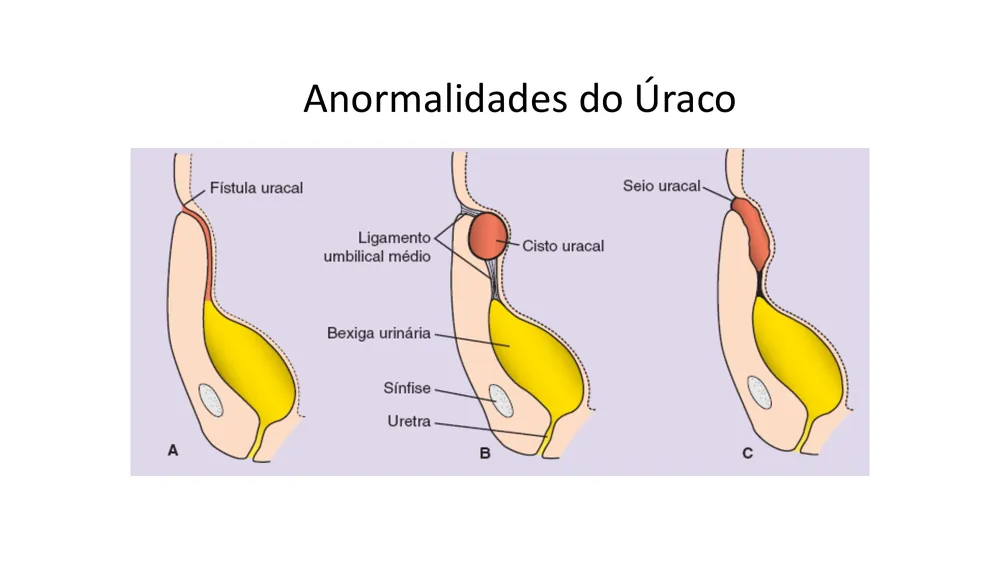 Anormalidades do Úraco
Fístula uracal
A
Ligamento
umbilical médio
Cisto uracal
Bexiga urinária
Sínfise
Uretra
B
Seio uracal
C